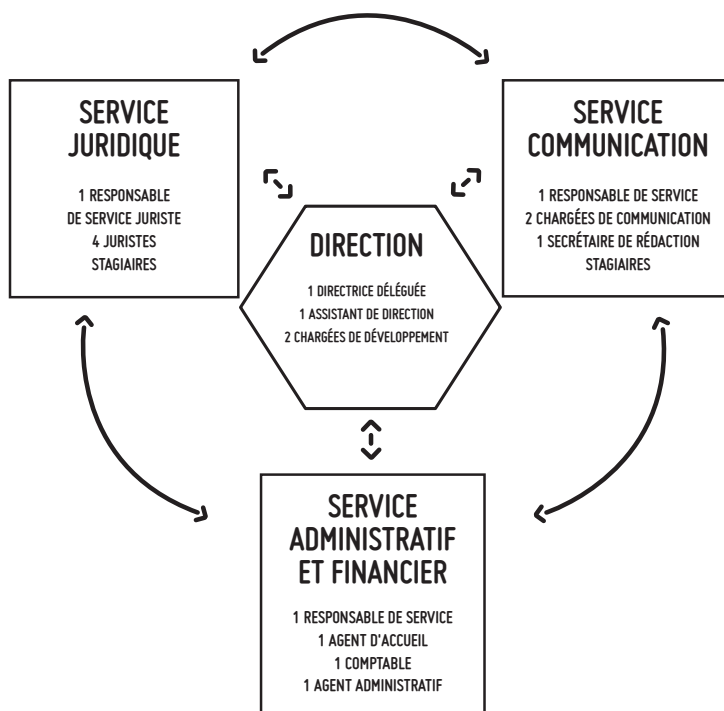 SERVICE
JURIDIQUE
1 RESPONSABLE
DE SERVICE JURISTE
4 JURISTES
STAGIAIRES
SERVICE
COMMUNICATION
1 RESPONSABLE DE SERVICE
2 CHARGÉES DE COMMUNICATION
1 SECRÉTAIRE DE RÉDACTION
STAGIAIRES
DIRECTION
1 DIRECTRICE DÉLÉGUÉE
1 ASSISTANT DE DIRECTION
2 CHARGÉES DE DÉVELOPPEMENT
SERVICE
ADMINISTRATIF
ET FINANCIER
1 RESPONSABLE DE SERVICE
1 AGENT D'ACCUEIL
1 COMPTABLE
1 AGENT ADMINISTRATIF